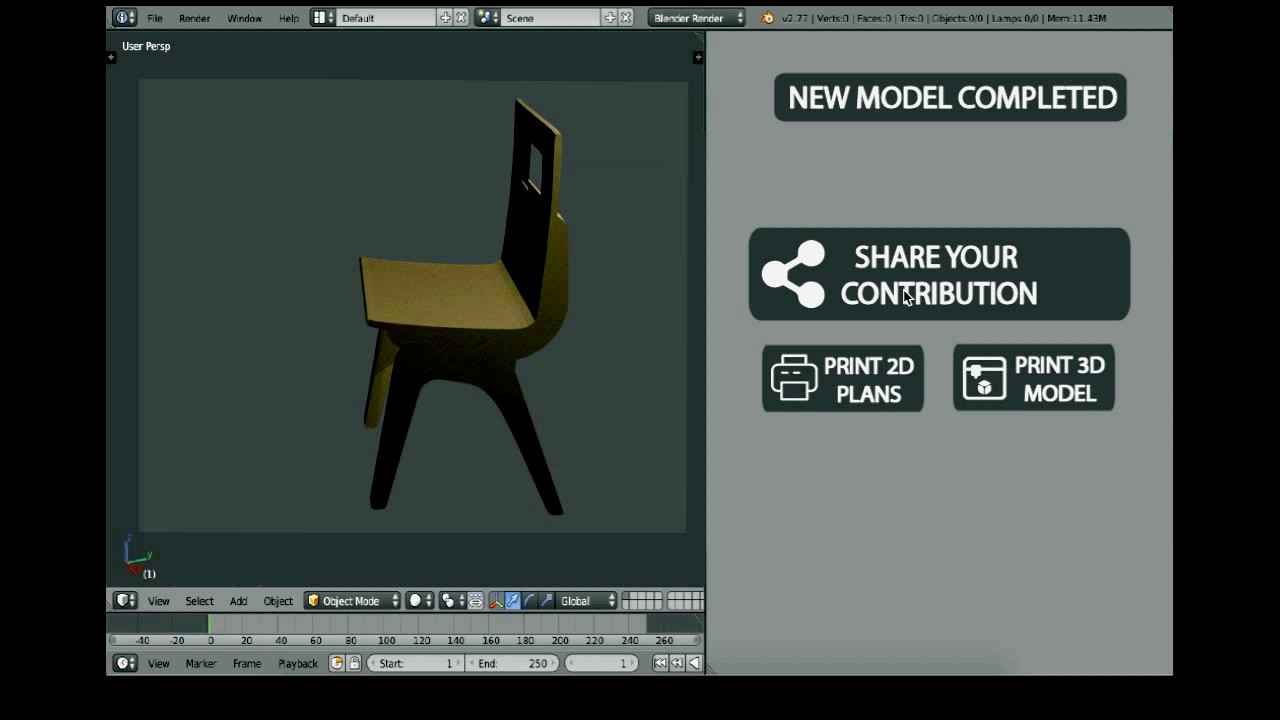 File Render Window Help Default Scene Blender Render v2.77 | Verts:0 | Faces:0 | Tris:0 | Objects:0/0 | Lamps:0/0 | Mem:11.43M
User Persp
NEW MODEL COMPLETED
SHARE YOUR
CONTRIBUTION
PRINT 2D
PLANS
PRINT 3D
MODEL
z
y
x
(1)
View Select Add Object Object Mode Global
-40 -20 0 20 40 60 80 100 120 140 160 180 200 220 240 260
View Marker Frame Playback Start: 1 End: 250 1